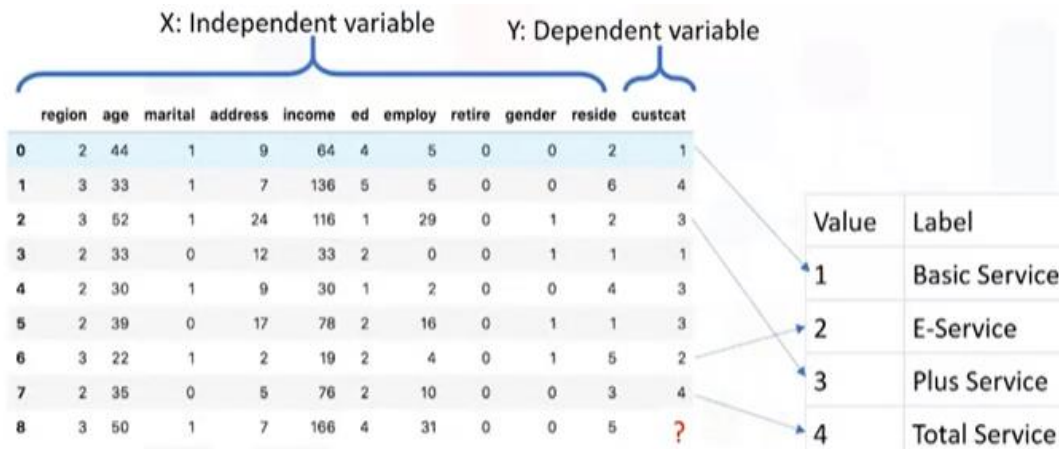 X: Independent variable
Y: Dependent variable
region age marital address income ed employ retire gender reside custcat
0 2 44 1 9 64 4 5 0 0 2 1
1 3 33 1 7 136 5 5 0 0 6 4
2 3 52 1 24 116 1 29 0 1 2 3
3 2 33 0 12 33 2 0 0 1 1 1
4 2 30 1 9 30 1 2 0 0 4 3
5 2 39 0 17 78 2 16 0 1 1 3
6 3 22 1 2 19 2 4 0 1 5 2
7 2 35 0 5 76 2 10 0 0 3 4
8 3 50 1 7 166 4 31 0 0 5 ?
Value Label
1 Basic Service
2 E-Service
3 Plus Service
4 Total Service